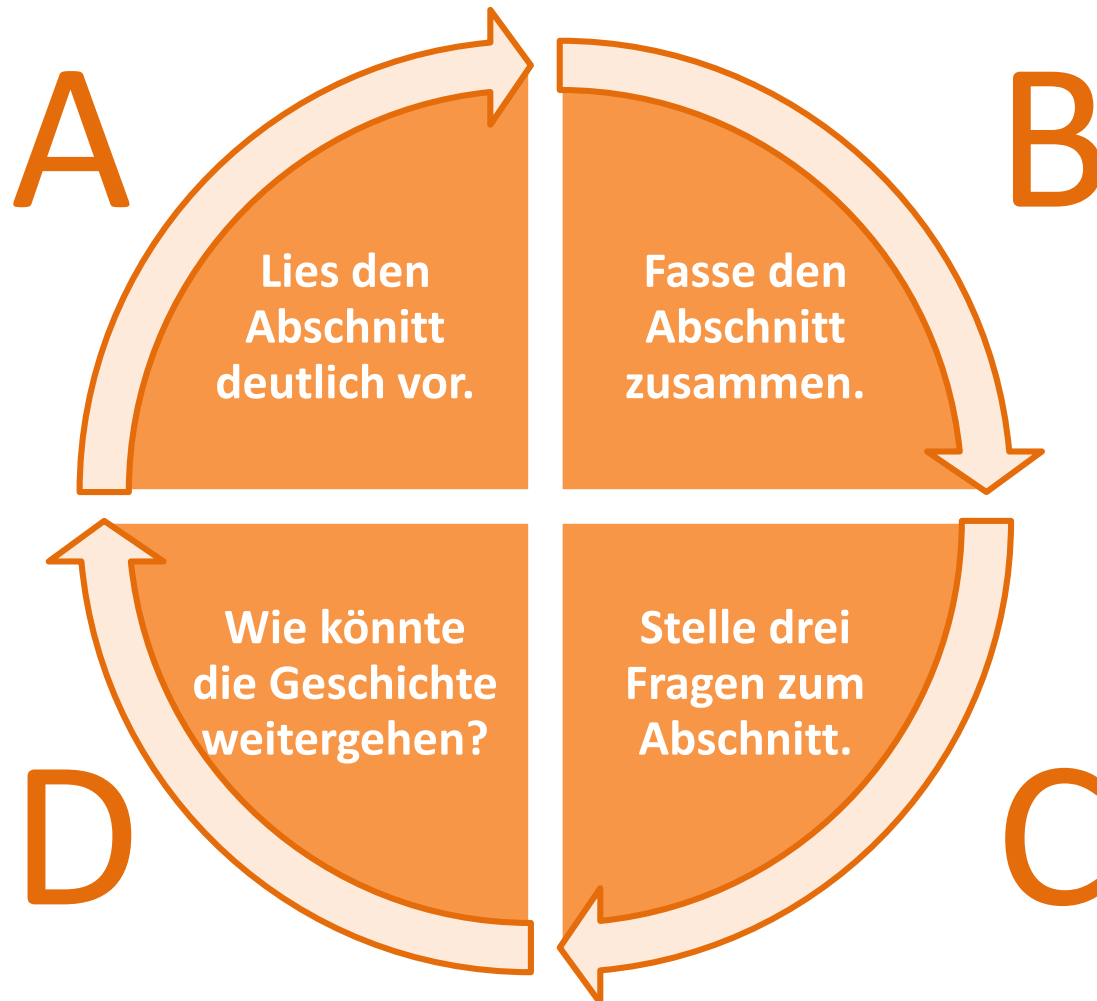 A
Lies den
Abschnitt
deutlich vor.
B
Fasse den
Abschnitt
zusammen.
C
Stelle drei
Fragen zum
Abschnitt.
D
Wie könnte
die Geschichte
weitergehen?